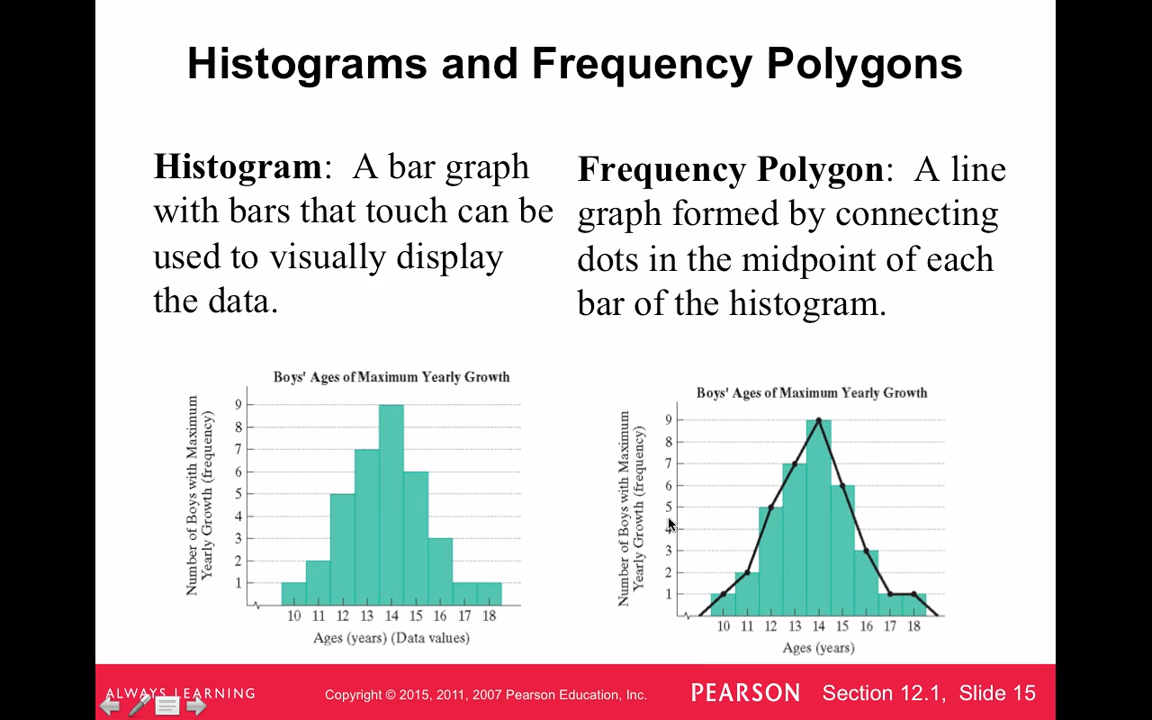 Histograms and Frequency Polygons
Histogram:  A bar graph
with bars that touch can be
used to visually display
the data.
Frequency Polygon:  A line
graph formed by connecting
dots in the midpoint of each
bar of the histogram.
Boys' Ages of Maximum Yearly Growth
Number of Boys with Maximum
Yearly Growth (frequency)
9
8
7
6
5
4
3
2
1
10 11 12 13 14 15 16 17 18
Ages (years) (Data values)
Boys' Ages of Maximum Yearly Growth
Number of Boys with Maximum
Yearly Growth (frequency)
9
8
7
6
5
4
3
2
1
10 11 12 13 14 15 16 17 18
Ages (years)
ALWAYS LEARNING
Copyright © 2015, 2011, 2007 Pearson Education, Inc.
PEARSON
Section 12.1,  Slide 15